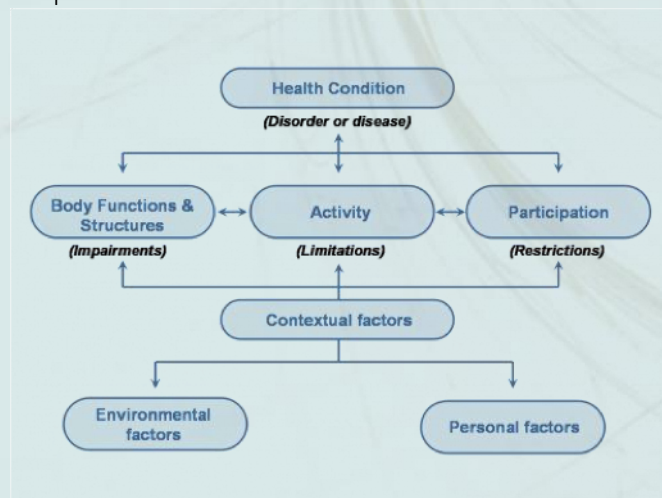 Health Condition
(Disorder or disease)
Body Functions &
Structures
Activity
Participation
(Impairments)
(Limitations)
(Restrictions)
Contextual factors
Environmental
factors
Personal factors